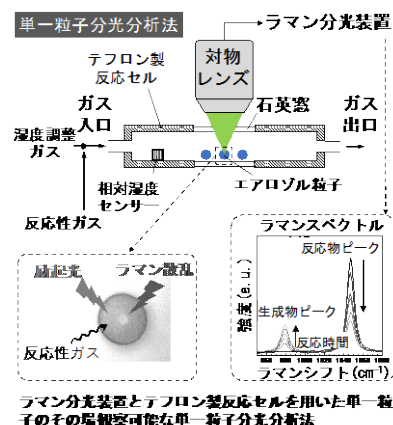 単一粒子分光分析法
ラマン分光装置
テフロン製
反応セル
対物
レンズ
ガス
入口
石英窓
ガス
出口
湿度調整
ガス
相対湿度
センサー
エアロゾル粒子
反応性ガス
ラマンスペクトル
反応物ピーク
励起光
ラマン散乱
強度(a.u.)
生成物ピーク
反応時間
反応性ガス
ラマンシフト(cm⁻¹)
ラマン分光装置とテフロン製反応セルを用いた単一粒
子のその場観察可能な単一粒子分光分析法